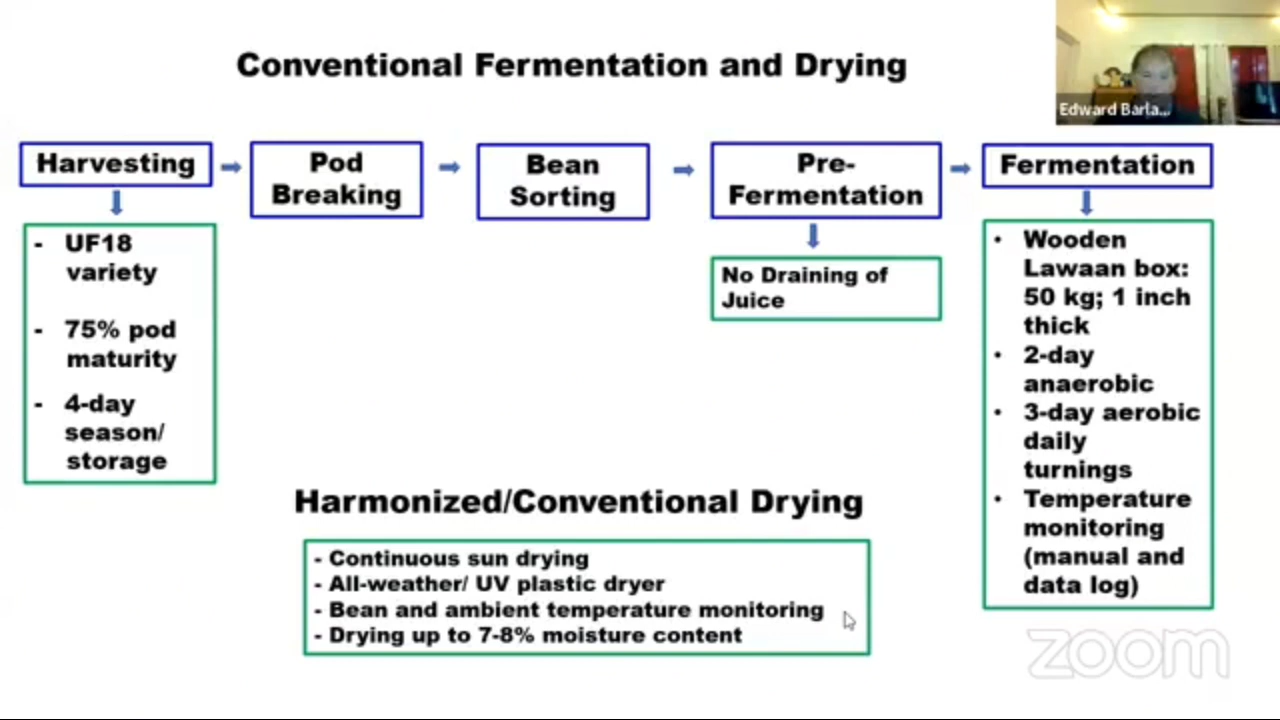 Conventional Fermentation and Drying
Edward Barla...
Harvesting
Pod
Breaking
Bean
Sorting
Pre-
Fermentation
Fermentation
- UF18
variety
- 75% pod
maturity
- 4-day
season/
storage
No Draining of
Juice
• Wooden
Lawaan box:
50 kg; 1 inch
thick
• 2-day
anaerobic
• 3-day aerobic
daily
turnings
• Temperature
monitoring
(manual and
data log)
Harmonized/Conventional Drying
- Continuous sun drying
- All-weather/ UV plastic dryer
- Bean and ambient temperature monitoring
- Drying up to 7-8% moisture content
zoom